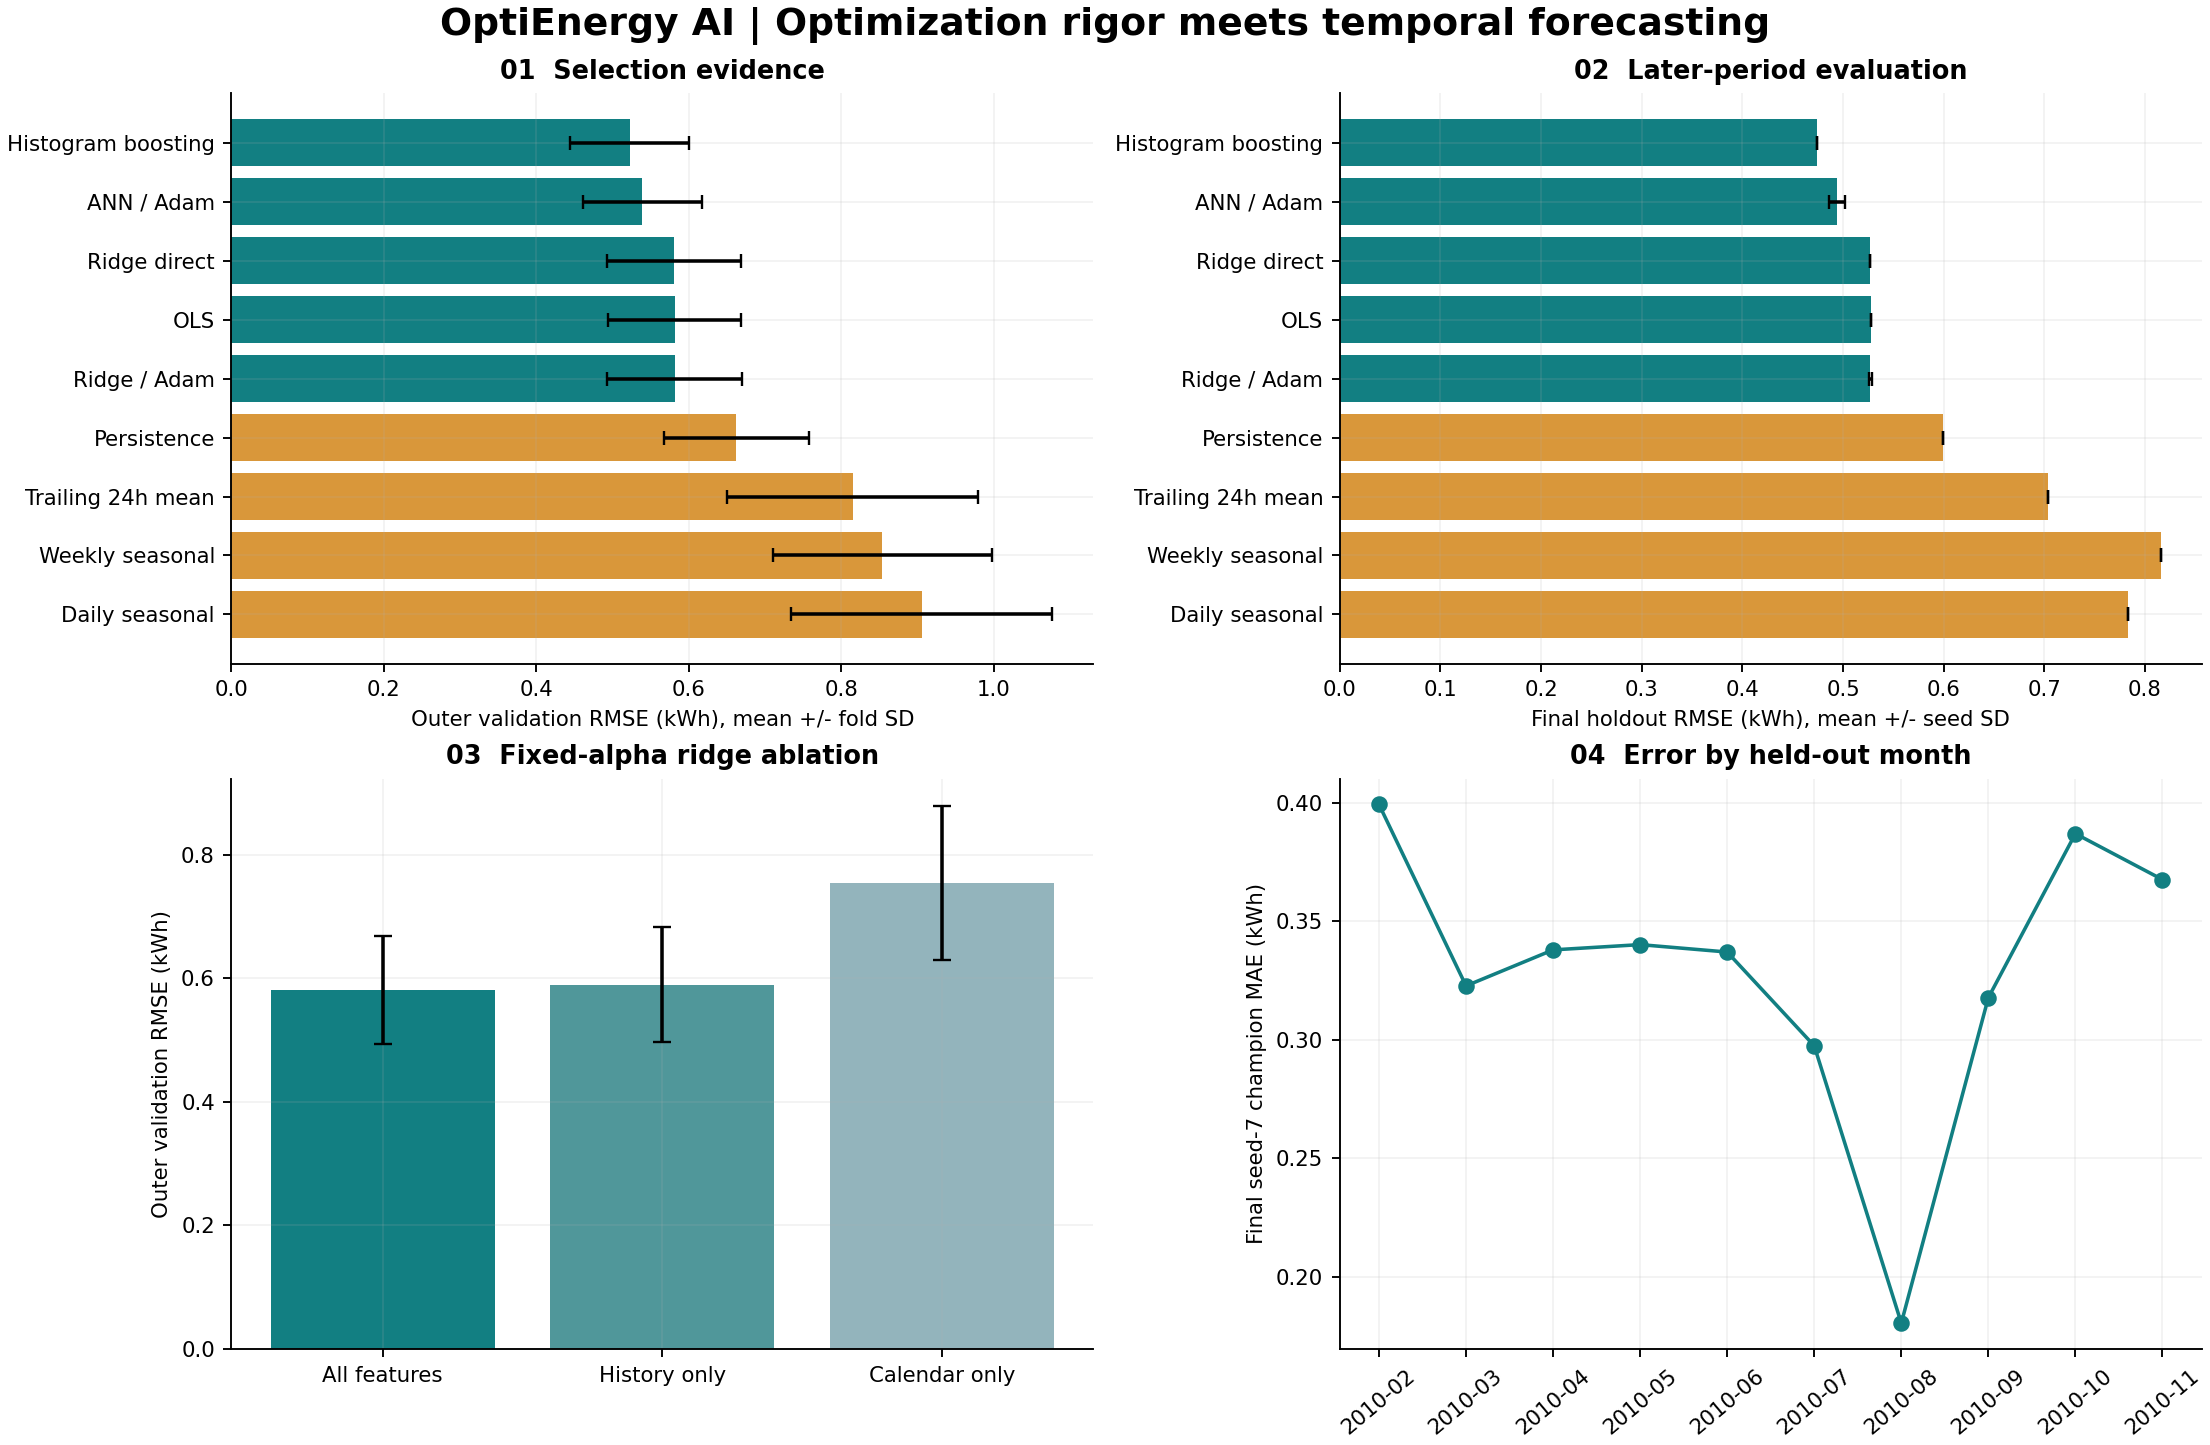 OptiEnergy AI | Optimization rigor meets temporal forecasting
01  Selection evidence
Histogram boosting
ANN / Adam
Ridge direct
OLS
Ridge / Adam
Persistence
Trailing 24h mean
Weekly seasonal
Daily seasonal
0.0 0.2 0.4 0.6 0.8 1.0
Outer validation RMSE (kWh), mean +/- fold SD
02  Later-period evaluation
Histogram boosting
ANN / Adam
Ridge direct
OLS
Ridge / Adam
Persistence
Trailing 24h mean
Weekly seasonal
Daily seasonal
0.0 0.1 0.2 0.3 0.4 0.5 0.6 0.7 0.8
Final holdout RMSE (kWh), mean +/- seed SD
03  Fixed-alpha ridge ablation
Outer validation RMSE (kWh)
0.8
0.6
0.4
0.2
0.0
All features History only Calendar only
04  Error by held-out month
Final seed-7 champion MAE (kWh)
0.40
0.35
0.30
0.25
0.20
2010-02 2010-03 2010-04 2010-05 2010-06 2010-07 2010-08 2010-09 2010-10 2010-11